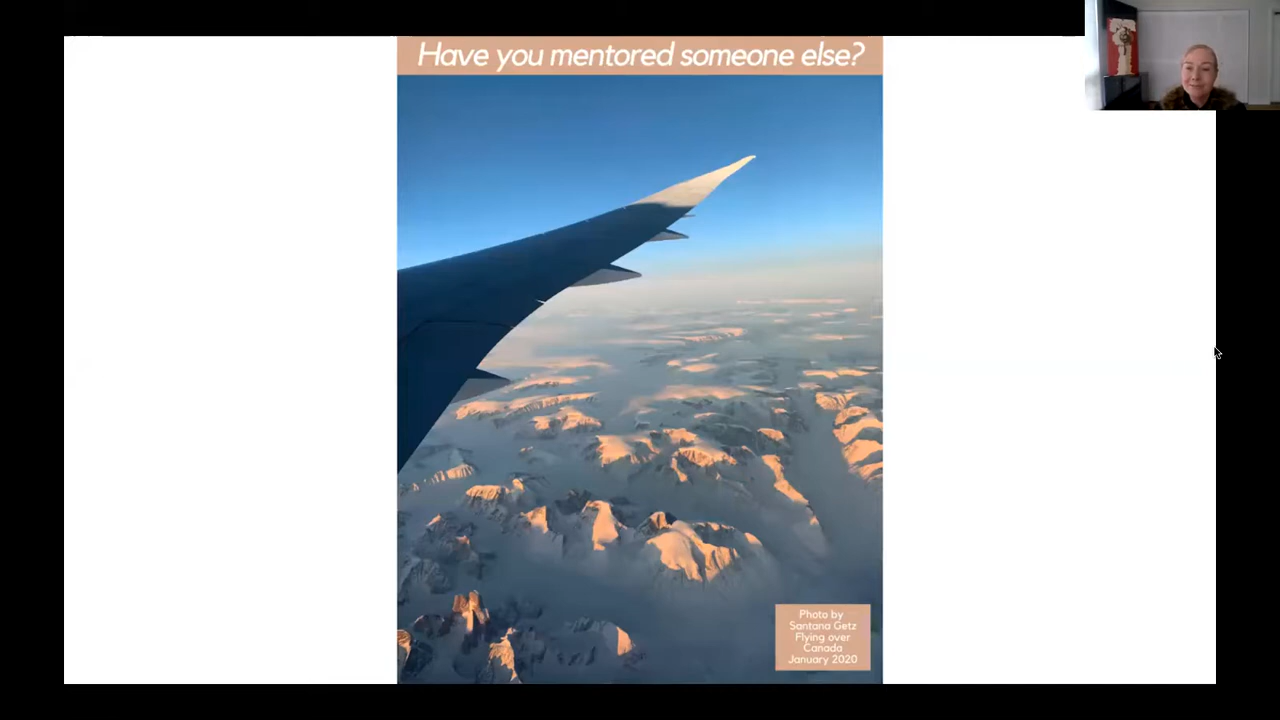 Have you mentored someone else?
Photo by
Santana Getz
Flying over
Canada
January 2020